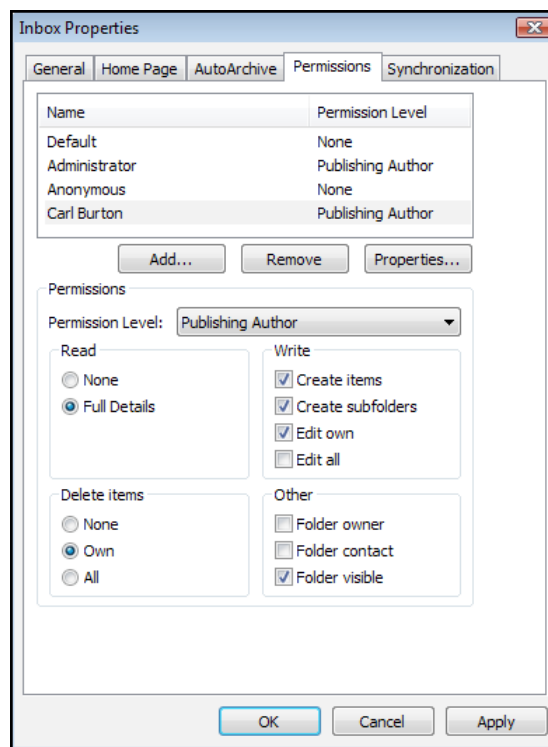 Inbox Properties
General Home Page AutoArchive Permissions Synchronization
Name Permission Level
Default None
Administrator Publishing Author
Anonymous None
Carl Burton Publishing Author
Add... Remove Properties...
Permissions
Permission Level: Publishing Author
Read
None
Full Details
Write
Create items
Create subfolders
Edit own
Edit all
Delete items
None
Own
All
Other
Folder owner
Folder contact
Folder visible
OK Cancel Apply